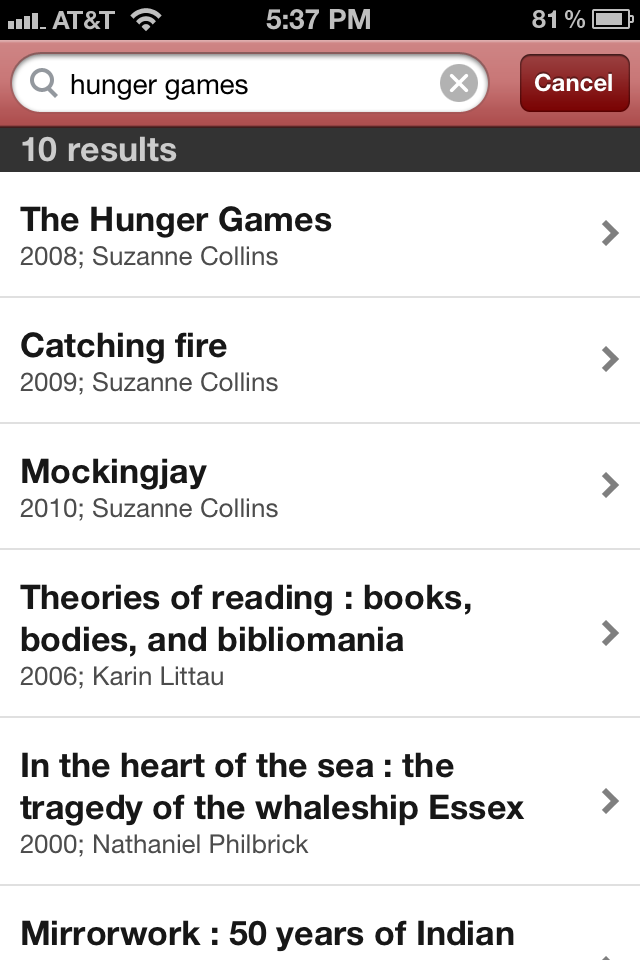 AT&T 5:37 PM 81 %
hunger games Cancel
10 results
The Hunger Games
2008; Suzanne Collins
Catching fire
2009; Suzanne Collins
Mockingjay
2010; Suzanne Collins
Theories of reading : books,
bodies, and bibliomania
2006; Karin Littau
In the heart of the sea : the
tragedy of the whaleship Essex
2000; Nathaniel Philbrick
Mirrorwork : 50 years of Indian